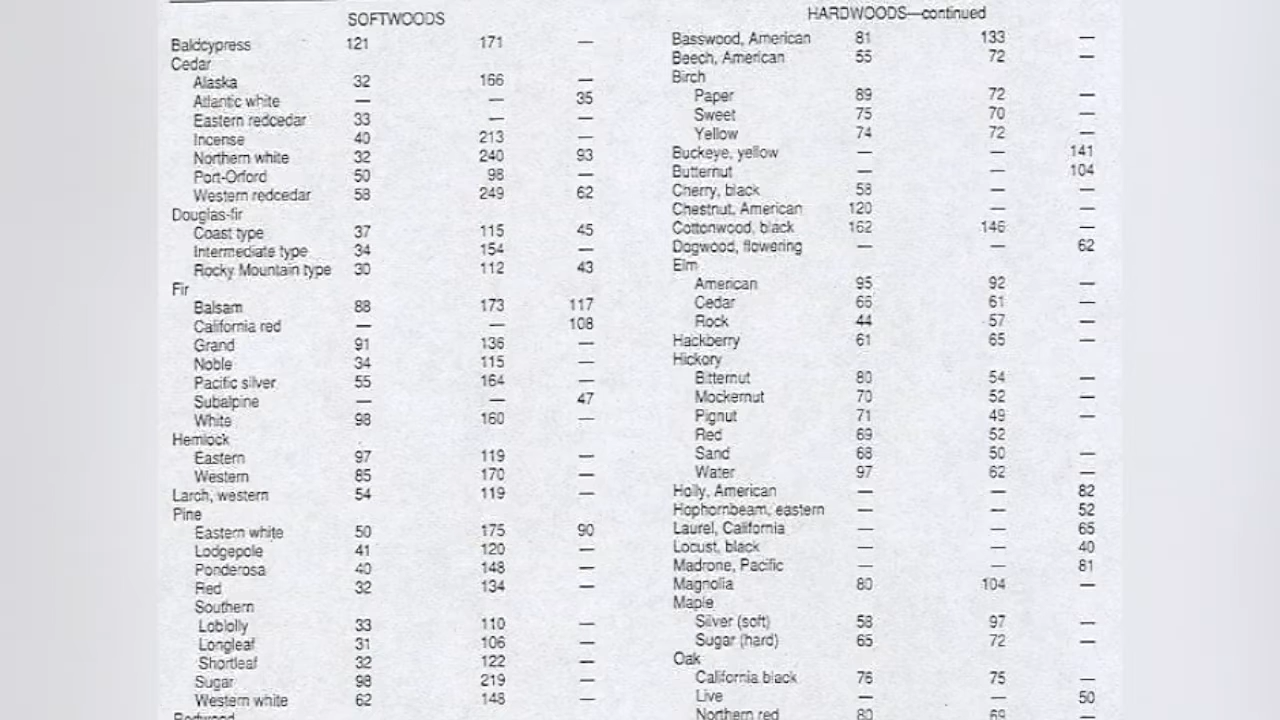 SOFTWOODS
Baldcypress 121 171 —
Cedar
Alaska 32 166 —
Atlantic white — — 35
Eastern redcedar 33 — —
Incense 40 213 —
Northern white 32 240 93
Port-Orford 50 98 —
Western redcedar 58 249 62
Douglas-fir
Coast type 37 115 45
Intermediate type 34 154 —
Rocky Mountain type 30 112 43
Fir
Balsam 88 173 117
California red — — 108
Grand 91 136 —
Noble 34 115 —
Pacific silver 55 164 —
Subalpine — — 47
White 98 160 —
Hemlock
Eastern 97 119 —
Western 85 170 —
Larch, western 54 119 —
Pine
Eastern white 50 175 90
Lodgepole 41 120 —
Ponderosa 40 148 —
Red 32 134 —
Southern
Loblolly 33 110 —
Longleaf 31 106 —
Shortleaf 32 122 —
Sugar 98 219 —
Western white 62 148 —
Redwood
HARDWOODS—continued
Basswood, American 81 133 —
Beech, American 55 72 —
Birch
Paper 89 72 —
Sweet 75 70 —
Yellow 74 72 —
Buckeye, yellow — — 141
Butternut — — 104
Cherry, black 58 — —
Chestnut, American 120 — —
Cottonwood, black 162 146 —
Dogwood, flowering — — 62
Elm
American 95 92 —
Cedar 66 61 —
Rock 44 57 —
Hackberry 61 65 —
Hickory
Bitternut 80 54 —
Mockernut 70 52 —
Pignut 71 49 —
Red 69 52 —
Sand 68 50 —
Water 97 62 —
Holly, American — — 82
Hophornbeam, eastern — — 52
Laurel, California — — 65
Locust, black — — 40
Madrone, Pacific — — 81
Magnolia 80 104 —
Maple
Silver (soft) 58 97 —
Sugar (hard) 65 72 —
Oak
California black 76 75 —
Live — — 50
Northern red 80 69 —